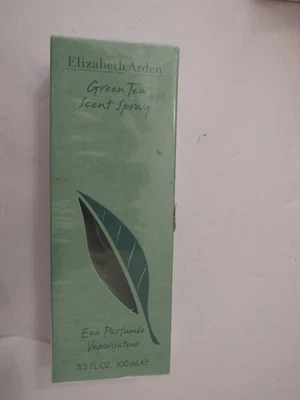 Elizabeth Arden
Green Tea
Scent Spray
Eau Parfumée
Vaporisateur
3.3 FL.OZ. 100 mL ℮